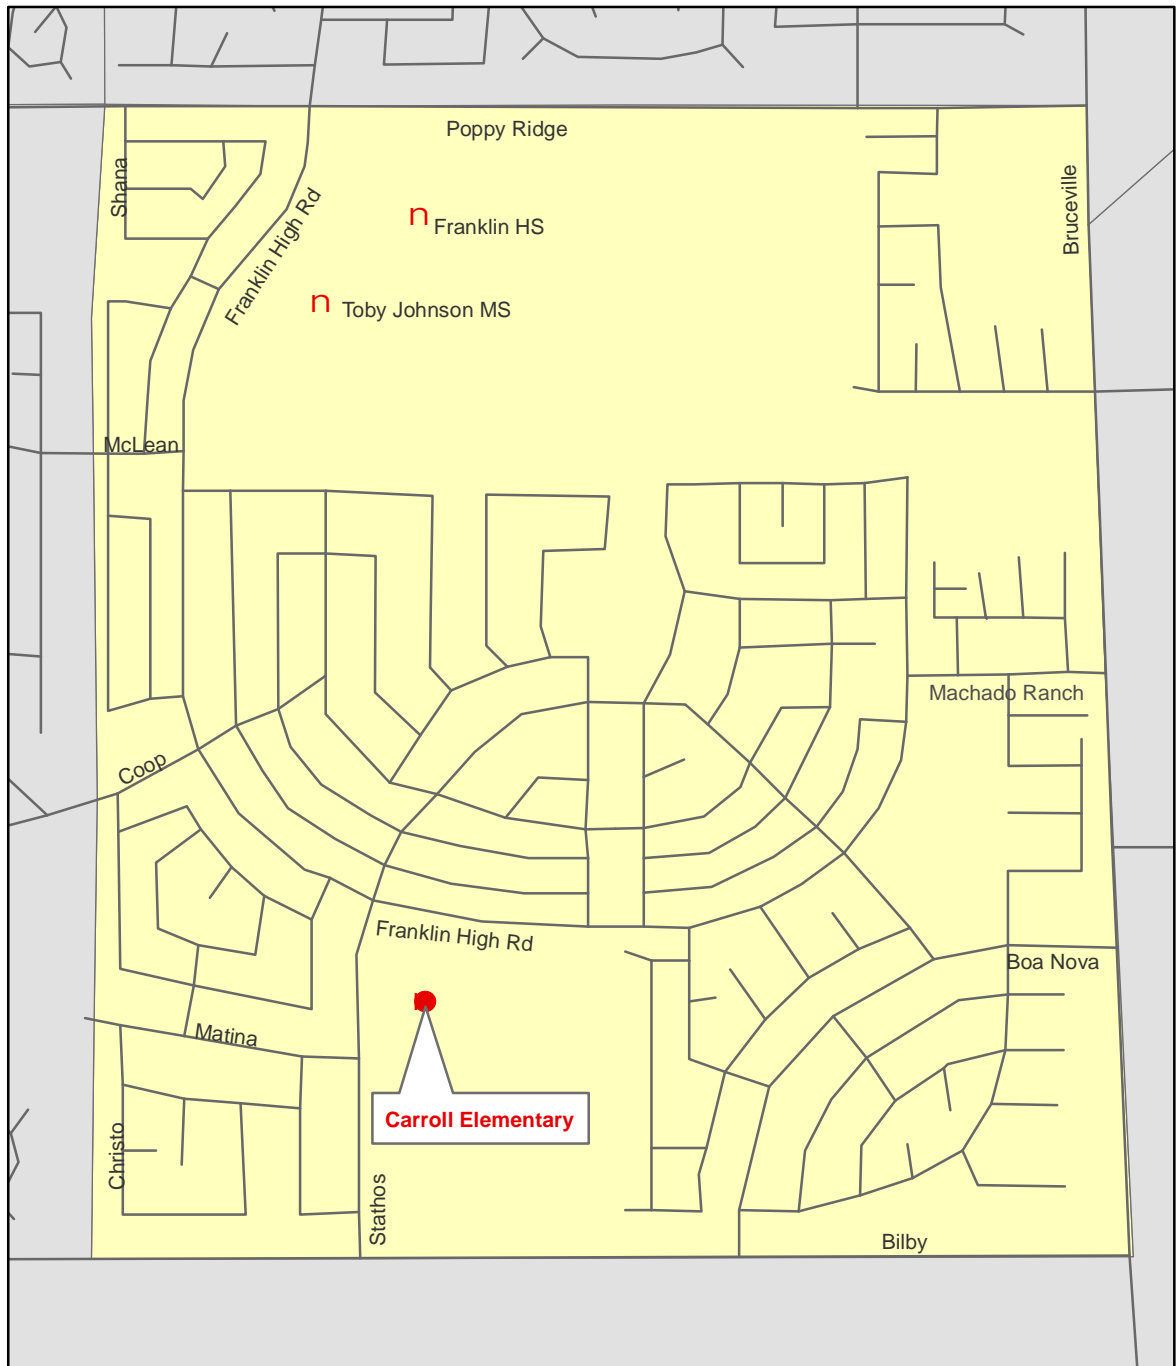 Poppy Ridge
Shana
Bruceville
Franklin High Rd
n Franklin HS
n Toby Johnson MS
McLean
Machado Ranch
Coop
Franklin High Rd
Boa Nova
Matina
Carroll Elementary
Christo
Stathos
Bilby